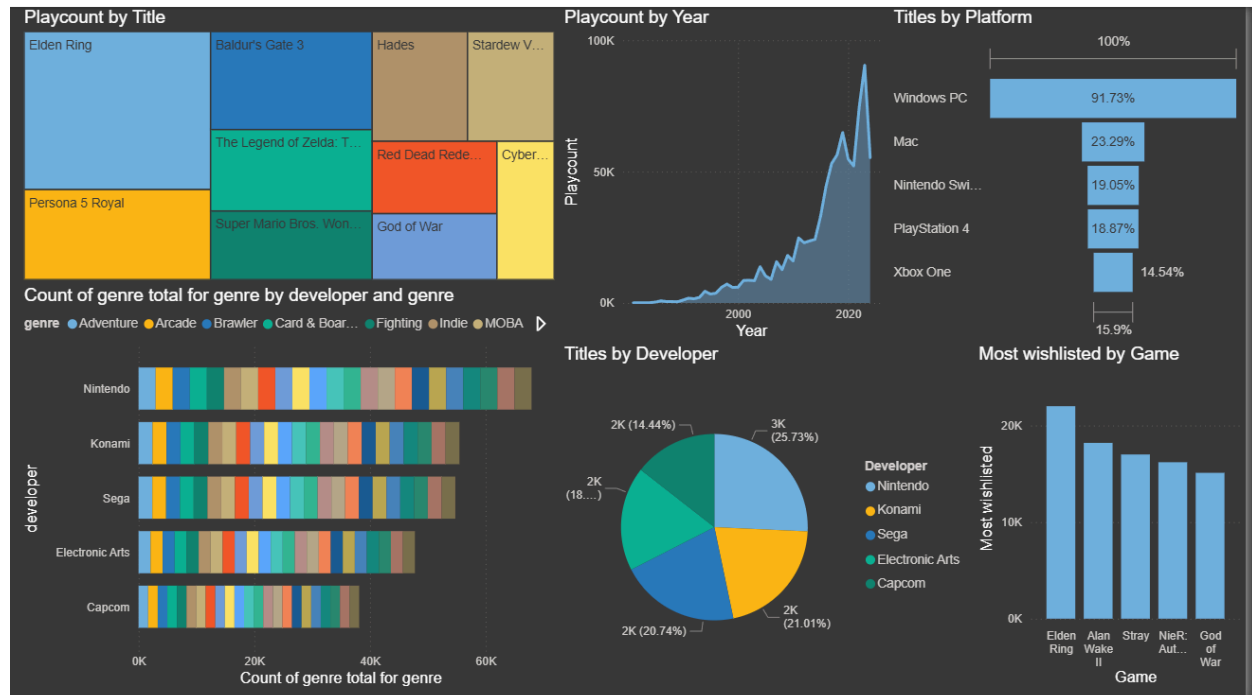 Playcount by Title
Elden Ring
Baldur's Gate 3
Hades
Stardew V...
The Legend of Zelda: T...
Red Dead Rede...
Cyber...
Persona 5 Royal
Super Mario Bros. Won...
God of War
Playcount by Year
100K
50K
0K
Playcount
2000
2020
Year
Titles by Platform
100%
Windows PC
91.73%
Mac
23.29%
Nintendo Swi...
19.05%
PlayStation 4
18.87%
Xbox One
14.54%
15.9%
Count of genre total for genre by developer and genre
genre
Adventure
Arcade
Brawler
Card & Boar...
Fighting
Indie
MOBA
developer
Nintendo
Konami
Sega
Electronic Arts
Capcom
0K
20K
40K
60K
Count of genre total for genre
Titles by Developer
2K (14.44%)
3K
(25.73%)
2K
(18....)
2K
(21.01%)
2K (20.74%)
Developer
Nintendo
Konami
Sega
Electronic Arts
Capcom
Most wishlisted by Game
20K
10K
0K
Most wishlisted
Elden
Ring
Alan
Wake
II
Stray
NieR:
Aut...
God
of
War
Game